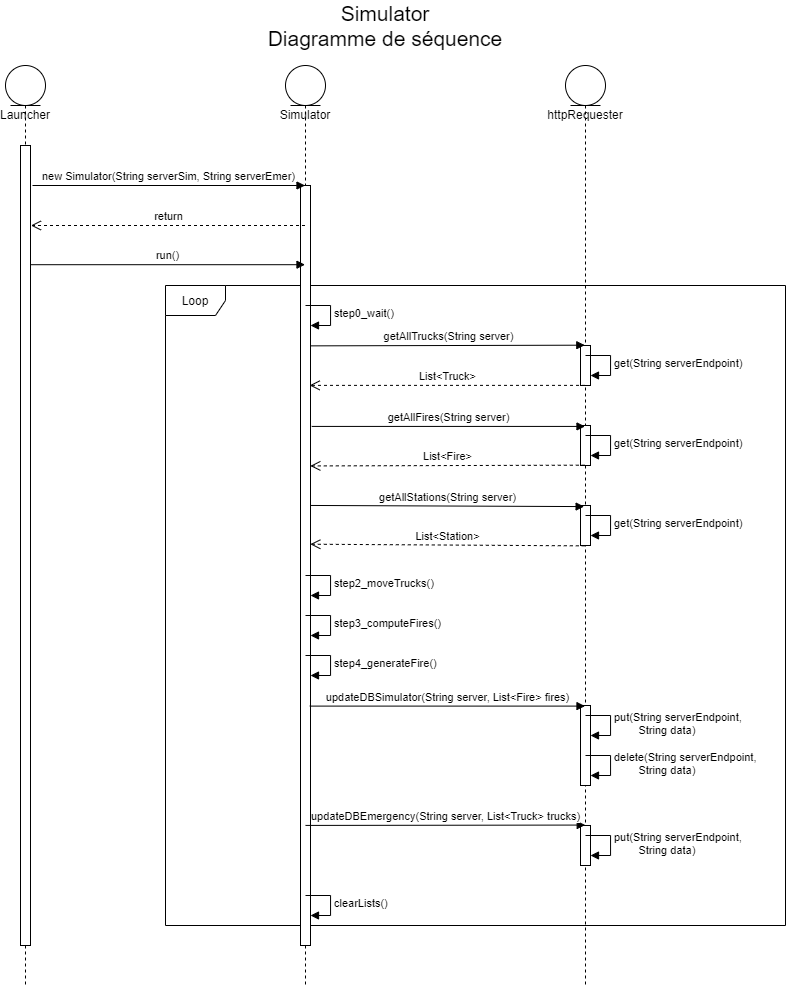 Simulator
Diagramme de séquence
Launcher
Simulator
httpRequester
new Simulator(String serverSim, String serverEmer)
return
run()
Loop
step0_wait()
getAllTrucks(String server)
get(String serverEndpoint)
List<Truck>
getAllFires(String server)
get(String serverEndpoint)
List<Fire>
getAllStations(String server)
get(String serverEndpoint)
List<Station>
step2_moveTrucks()
step3_computeFires()
step4_generateFire()
updateDBSimulator(String server, List<Fire> fires)
put(String serverEndpoint,
String data)
delete(String serverEndpoint,
String data)
updateDBEmergency(String server, List<Truck> trucks)
put(String serverEndpoint,
String data)
clearLists()